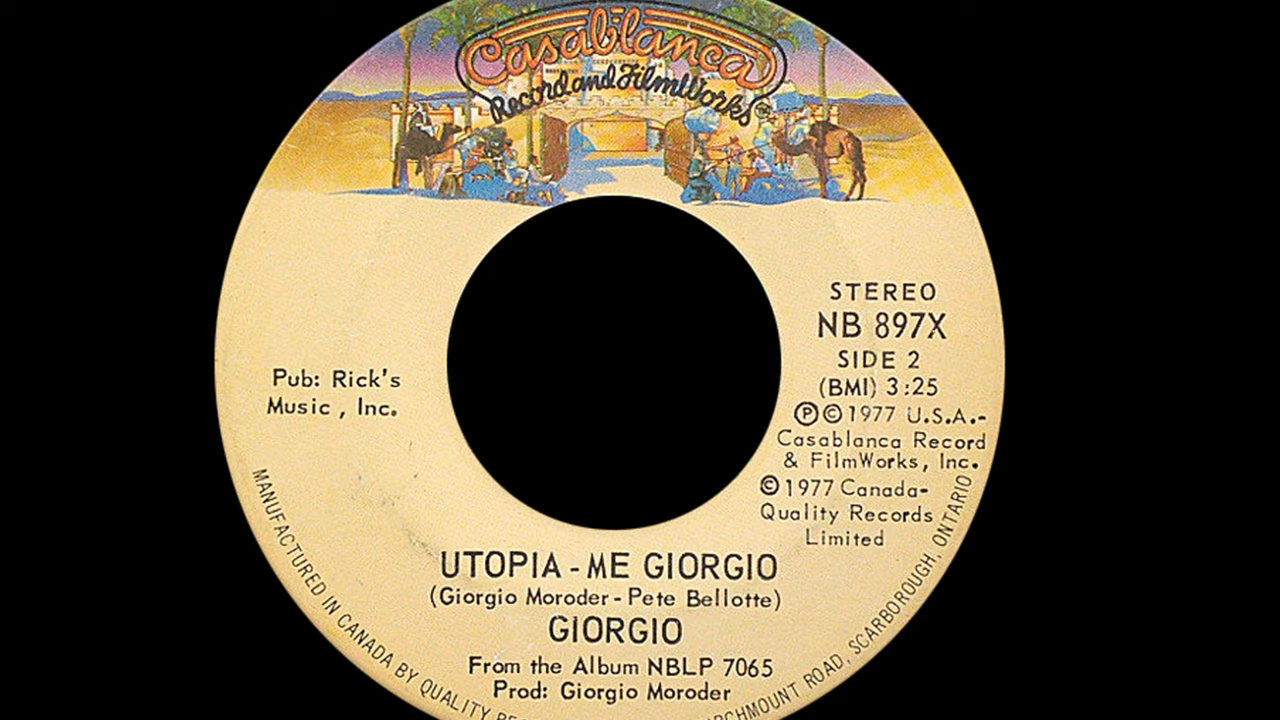 Casablanca
Record and FilmWorks
STEREO
NB 897X
SIDE 2
(BMI) 3:25
Ⓟ©1977 U.S.A.-
Casablanca Record
& FilmWorks, Inc.
©1977 Canada-
Quality Records
Limited
Pub: Rick's
Music, Inc.
UTOPIA - ME GIORGIO
(Giorgio Moroder - Pete Bellotte)
GIORGIO
From the Album NBLP 7065
Prod: Giorgio Moroder
MANUFACTURED IN CANADA BY QUALITY
ROAD, SCARBOROUGH, ONTARIO